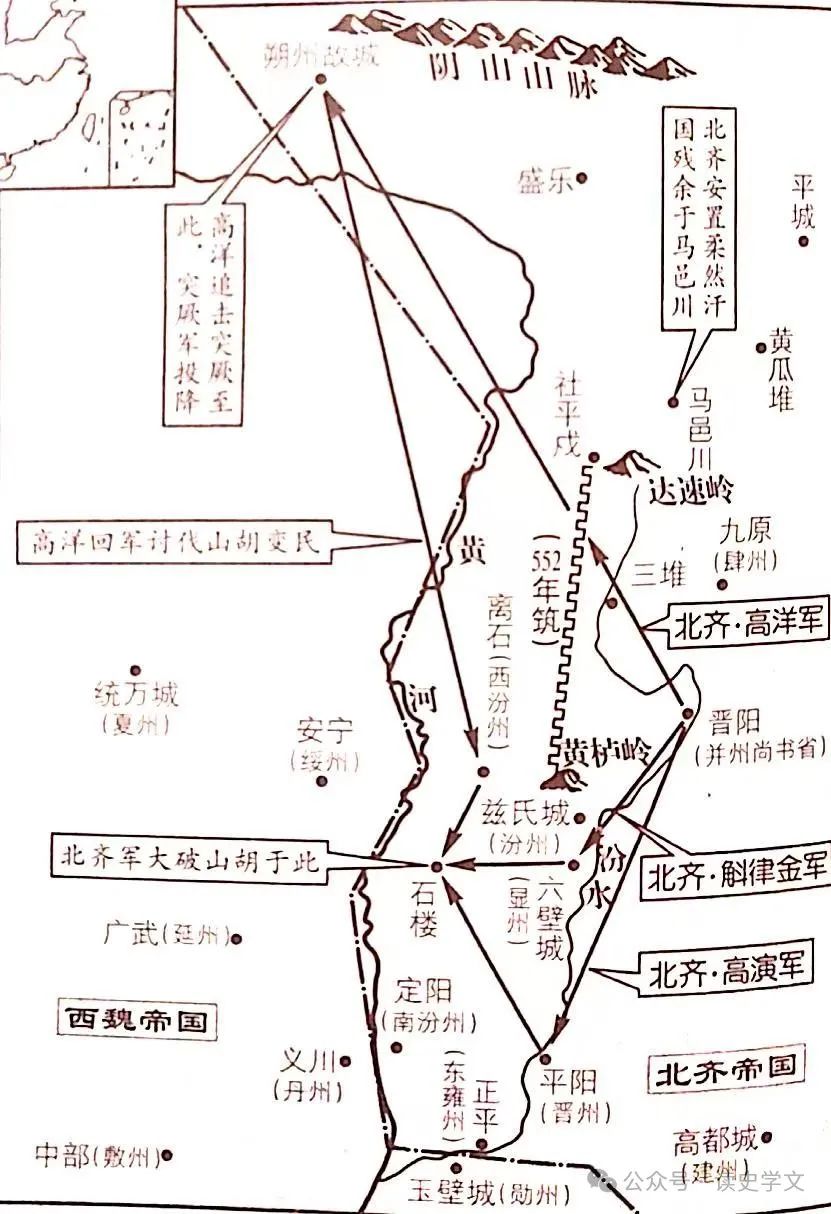 朔州故城
阴山山脉
盛乐
平城
北齐安置柔然汗
国残余于马邑川
高洋追击突厥至
此，突厥军投降
黄瓜堆
马邑川
社平戍
达速岭
九原
(肆州)
三堆
(552年筑)
高洋回军讨伐山胡变民
黄河
离石(西汾州)
北齐·高洋军
统万城
(夏州)
安宁
(绥州)
晋阳
(并州尚书省)
黄栌岭
兹氏城
(汾州)
北齐军大破山胡于此
石楼
六壁城
(显州)
汾水
北齐·斛律金军
广武(延州)
北齐·高演军
定阳
(南汾州)
西魏帝国
义川
(丹州)
正平
(东雍州)
平阳
(晋州)
北齐帝国
中部(敷州)
高都城
(建州)
玉壁城(勋州)
公众号·读史学文